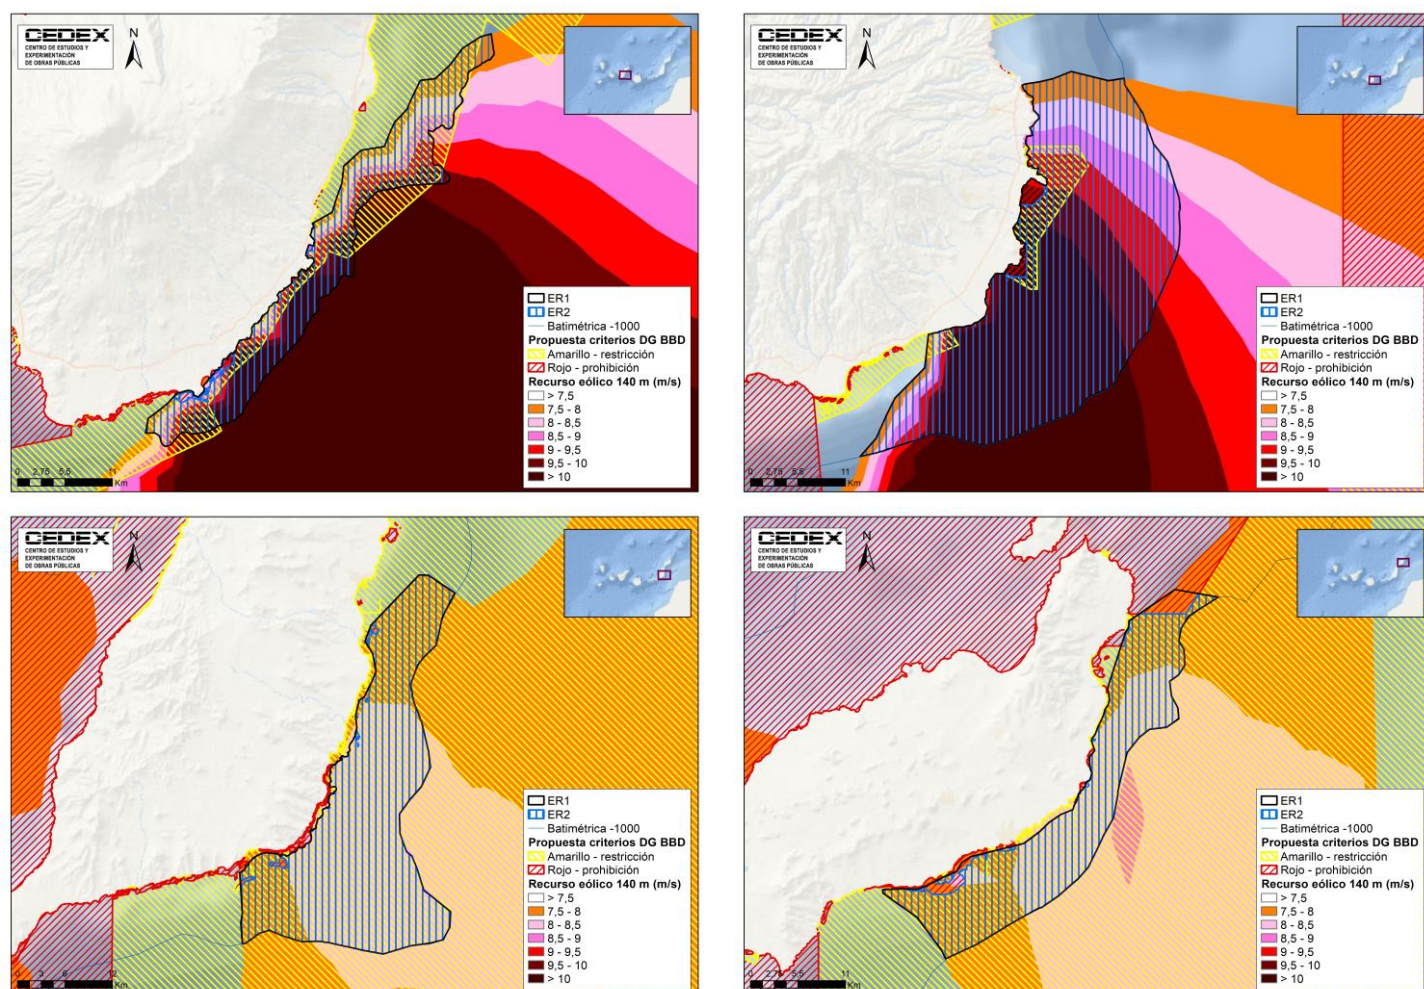 CEDEX
CENTRO DE ESTUDIOS Y
EXPERIMENTACIÓN
DE OBRAS PÚBLICAS
N
ER1
ER2
Batimétrica -1000
Propuesta criterios DG BBD
Amarillo - restricción
Rojo - prohibición
Recurso eólico 140 m (m/s)
> 7,5
7,5 - 8
8 - 8,5
8,5 - 9
9 - 9,5
9,5 - 10
> 10
0 2,75 5,5 11
Km
CEDEX
CENTRO DE ESTUDIOS Y
EXPERIMENTACIÓN
DE OBRAS PÚBLICAS
N
ER1
ER2
Batimétrica -1000
Propuesta criterios DG BBD
Amarillo - restricción
Rojo - prohibición
Recurso eólico 140 m (m/s)
> 7,5
7,5 - 8
8 - 8,5
8,5 - 9
9 - 9,5
9,5 - 10
> 10
0 2,75 5,5 11
Km
CEDEX
CENTRO DE ESTUDIOS Y
EXPERIMENTACIÓN
DE OBRAS PÚBLICAS
N
ER1
ER2
Batimétrica -1000
Propuesta criterios DG BBD
Amarillo - restricción
Rojo - prohibición
Recurso eólico 140 m (m/s)
> 7,5
7,5 - 8
8 - 8,5
8,5 - 9
9 - 9,5
9,5 - 10
> 10
0 3 6 12
Km
CEDEX
CENTRO DE ESTUDIOS Y
EXPERIMENTACIÓN
DE OBRAS PÚBLICAS
N
ER1
ER2
Batimétrica -1000
Propuesta criterios DG BBD
Amarillo - restricción
Rojo - prohibición
Recurso eólico 140 m (m/s)
> 7,5
7,5 - 8
8 - 8,5
8,5 - 9
9 - 9,5
9,5 - 10
> 10
0 2,75 5,5 11
Km